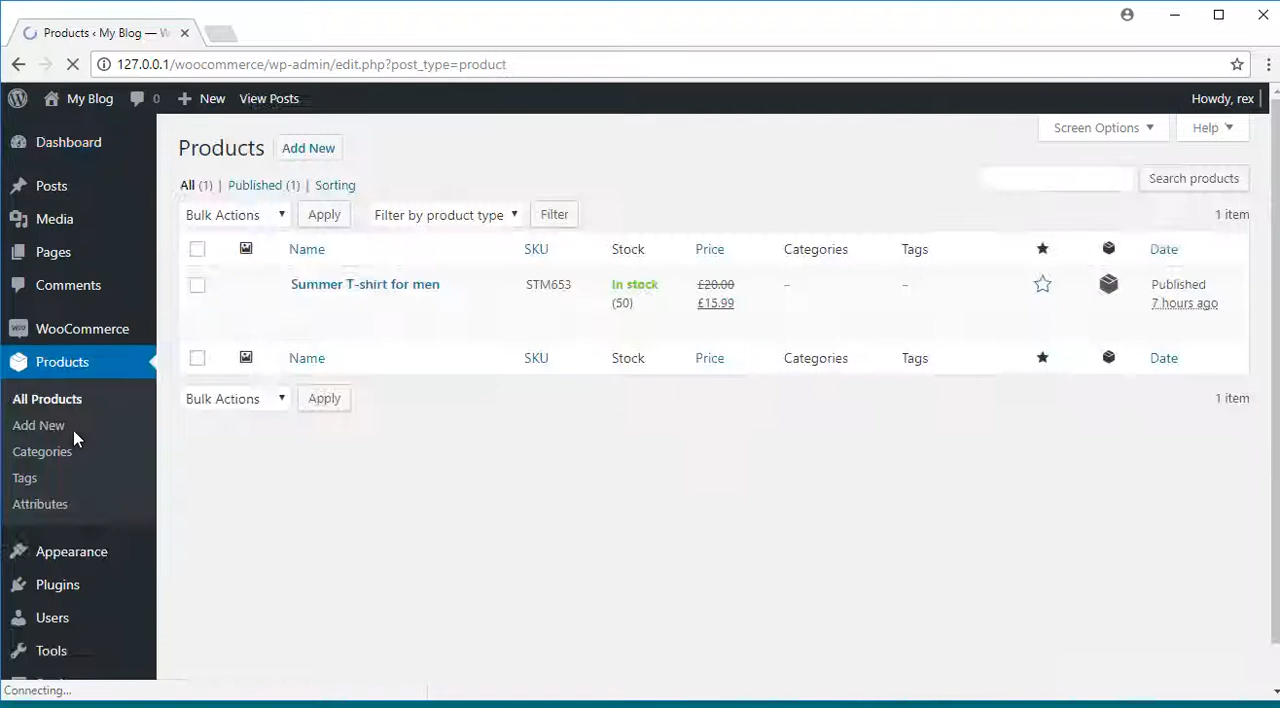 Products ‹ My Blog — W
127.0.0.1/woocommerce/wp-admin/edit.php?post_type=product
My Blog 0 New View Posts Howdy, rex
Screen Options Help
Dashboard
Posts
Media
Pages
Comments
WooCommerce
Products
All Products
Add New
Categories
Tags
Attributes
Appearance
Plugins
Users
Tools
Products Add New
All (1) | Published (1) | Sorting
Search products
Bulk Actions Apply Filter by product type Filter 1 item
Name SKU Stock Price Categories Tags Date
Summer T-shirt for men STM653 In stock £20.00 – – Published
(50) £15.99 7 hours ago
Name SKU Stock Price Categories Tags Date
Bulk Actions Apply 1 item
Connecting...